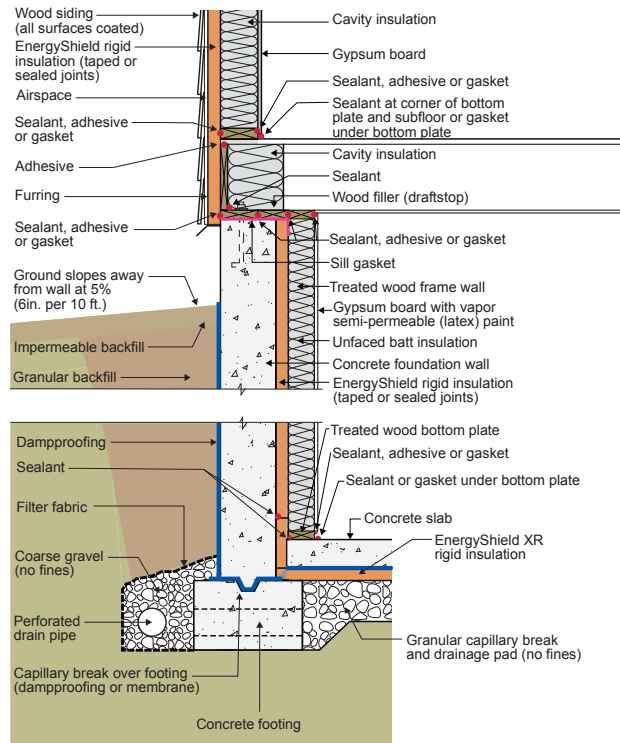 Wood siding
(all surfaces coated)
EnergyShield rigid
insulation (taped or
sealed joints)
Airspace
Sealant, adhesive
or gasket
Adhesive
Furring
Sealant, adhesive
or gasket
Ground slopes away
from wall at 5%
(6in. per 10 ft.)
Impermeable backfill
Granular backfill
Cavity insulation
Gypsum board
Sealant, adhesive or gasket
Sealant at corner of bottom
plate and subfloor or gasket
under bottom plate
Cavity insulation
Sealant
Wood filler (draftstop)
Sealant, adhesive or gasket
Sill gasket
Treated wood frame wall
Gypsum board with vapor
semi-permeable (latex) paint
Unfaced batt insulation
Concrete foundation wall
EnergyShield rigid insulation
(taped or sealed joints)
Dampproofing
Sealant
Filter fabric
Coarse gravel
(no fines)
Perforated
drain pipe
Capillary break over footing
(dampproofing or membrane)
Concrete footing
Treated wood bottom plate
Sealant, adhesive or gasket
Sealant or gasket under bottom plate
Concrete slab
EnergyShield XR
rigid insulation
Granular capillary break
and drainage pad (no fines)